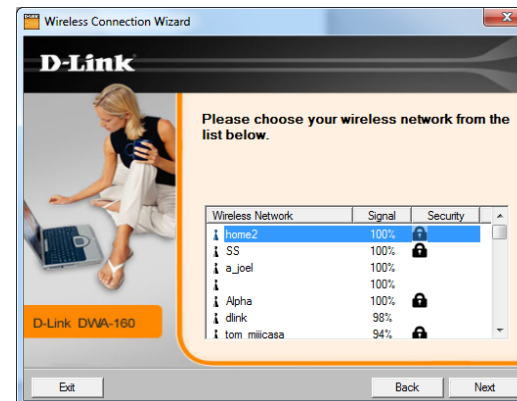 Wireless Connection Wizard
D-Link
Please choose your wireless network from the
list below.
Wireless Network Signal Security
home2 100%
SS 100%
a_joel 100%
100%
Alpha 100%
dlink 98%
tom_miicasa 94%
D-Link DWA-160
Exit Back Next